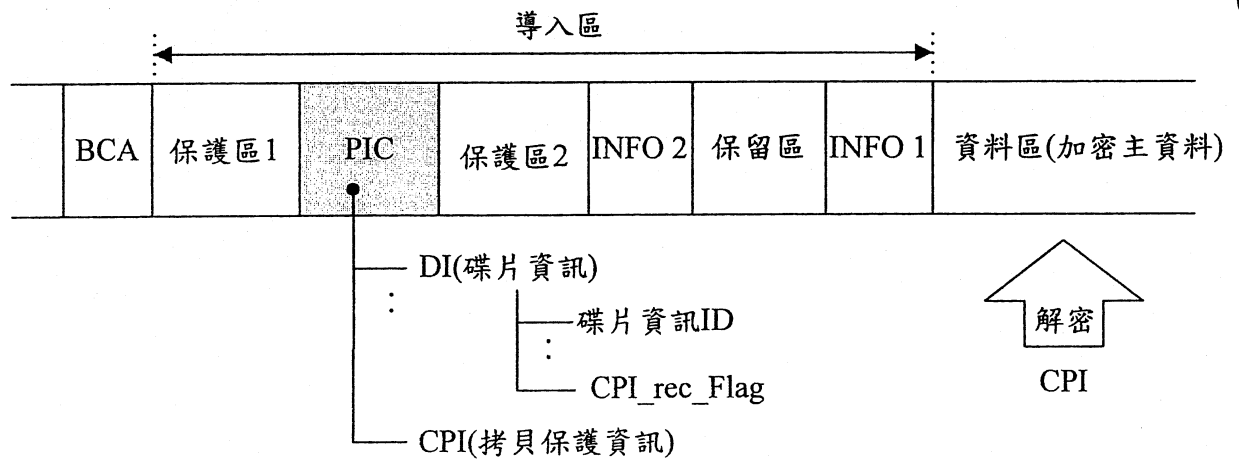 導入區
BCA
保護區1
PIC
保護區2
INFO 2
保留區
INFO 1
資料區(加密主資料)
DI(碟片資訊)
碟片資訊ID
CPI_rec_Flag
CPI(拷貝保護資訊)
解密
CPI